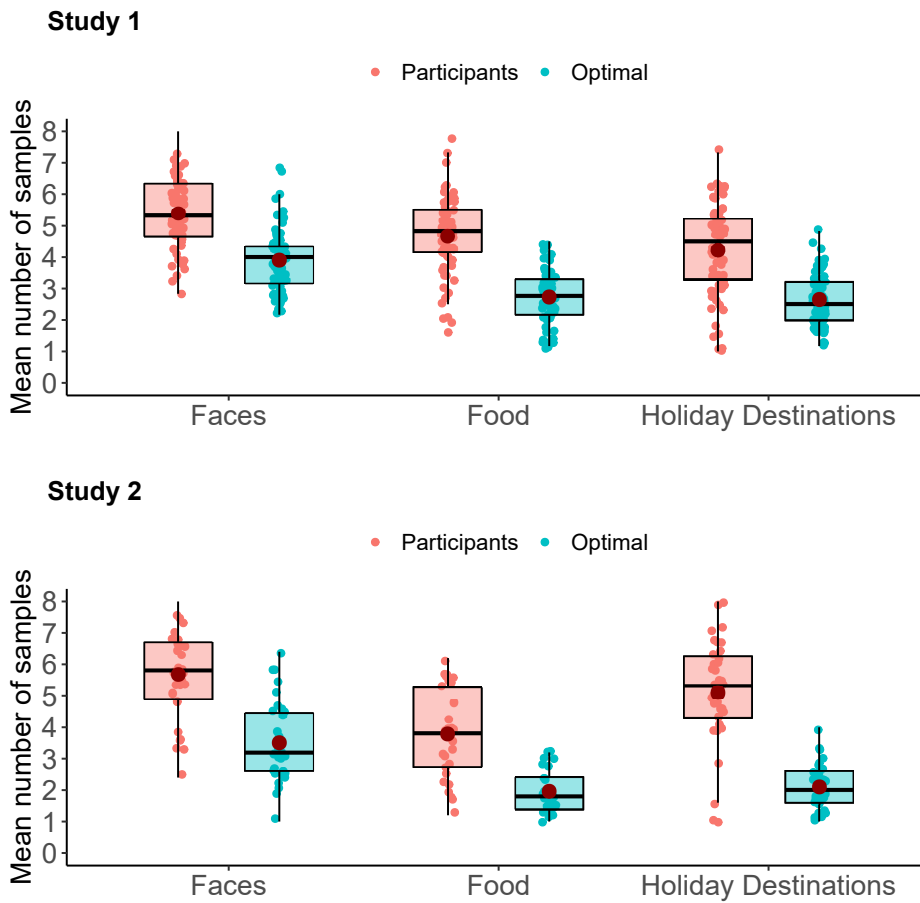 Study 1
Participants Optimal
Mean number of samples
8
7
6
5
4
3
2
1
0
Faces Food Holiday Destinations
Study 2
Participants Optimal
Mean number of samples
8
7
6
5
4
3
2
1
0
Faces Food Holiday Destinations